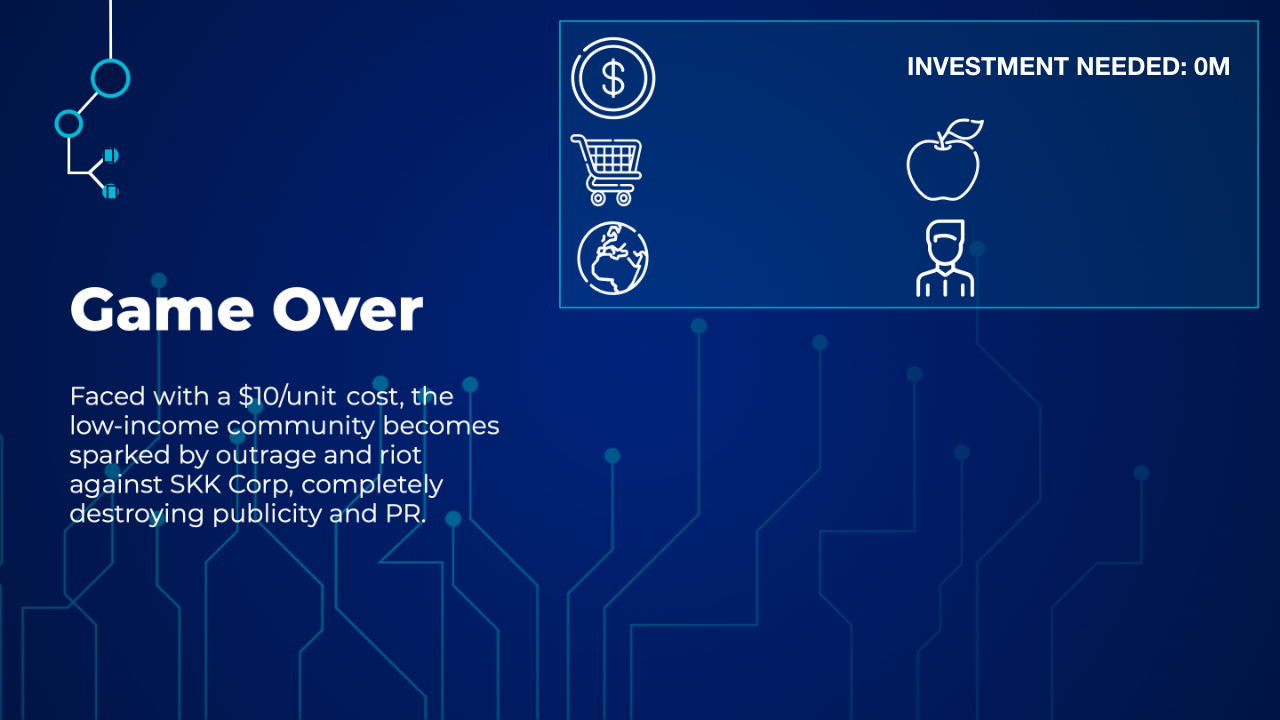 INVESTMENT NEEDED: 0M
$
Game Over
Faced with a $10/unit cost, the
low-income community becomes
sparked by outrage and riot
against SKK Corp, completely
destroying publicity and PR.